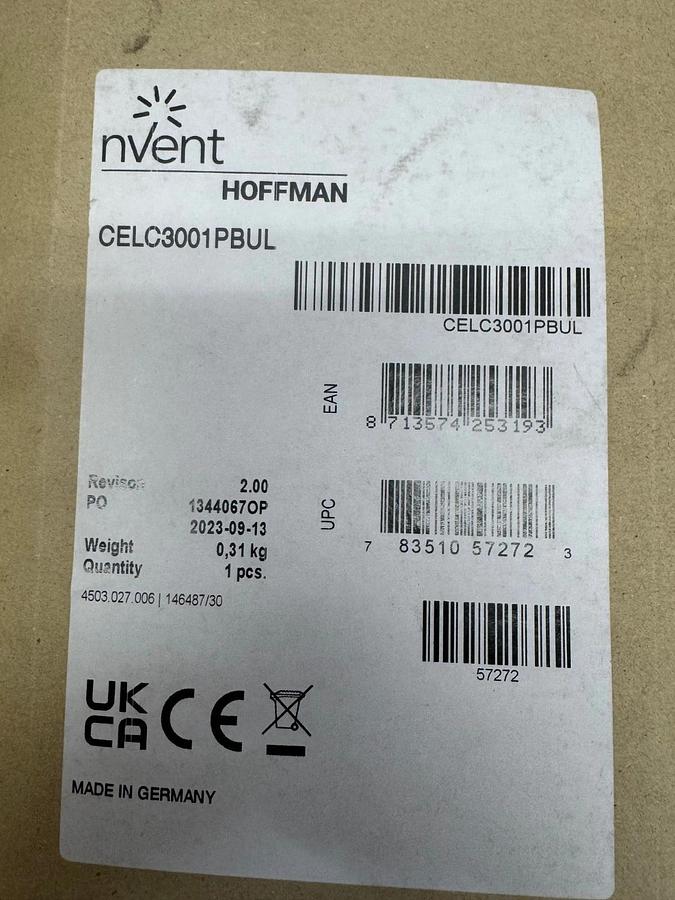 nVent
HOFFMAN
CELC3001PBUL
CELC3001PBUL
EAN
8 713574 253193
Revison 2.00
PO 1344067OP
2023-09-13
UPC
7 83510 57272 3
Weight 0,31 kg
Quantity 1 pcs.
4503.027.006 | 146487/30
57272
UK
CA CE
MADE IN GERMANY